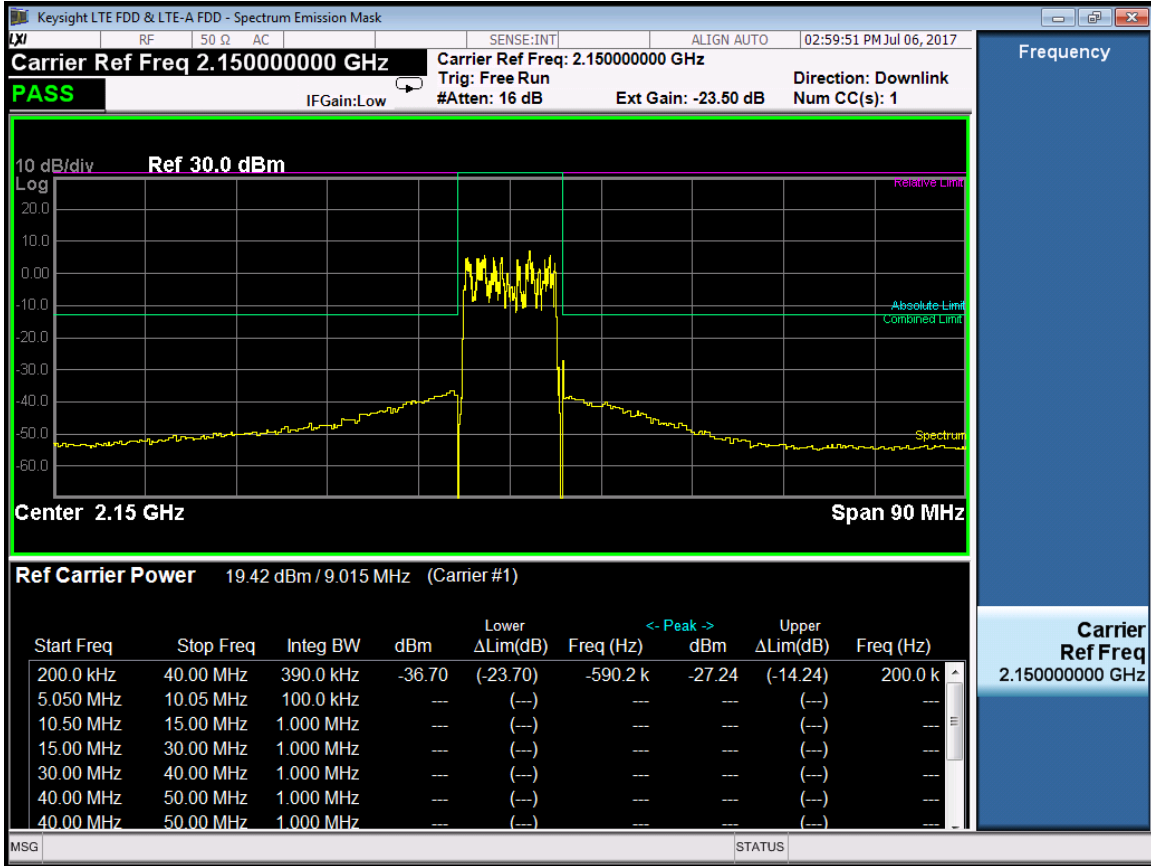 Keysight LTE FDD & LTE-A FDD - Spectrum Emission Mask
LXI RF 50 Ω AC SENSE:INT ALIGN AUTO 02:59:51 PM Jul 06, 2017
Carrier Ref Freq 2.150000000 GHz
Carrier Ref Freq: 2.150000000 GHz
PASS
IFGain:Low
Trig: Free Run Direction: Downlink
#Atten: 16 dB Ext Gain: -23.50 dB Num CC(s): 1
10 dB/div Ref 30.0 dBm
Log
Relative Limit
20.0
10.0
0.00
-10.0
Absolute Limit
Combined Limit
-20.0
-30.0
-40.0
-50.0
Spectrum
-60.0
Center 2.15 GHz Span 90 MHz
Ref Carrier Power 19.42 dBm / 9.015 MHz (Carrier #1)
Lower <- Peak -> Upper
Start Freq Stop Freq Integ BW dBm ΔLim(dB) Freq (Hz) dBm ΔLim(dB) Freq (Hz)
200.0 kHz 40.00 MHz 390.0 kHz -36.70 (-23.70) -590.2 k -27.24 (-14.24) 200.0 k
5.050 MHz 10.05 MHz 100.0 kHz --- (---) --- --- (---) ---
10.50 MHz 15.00 MHz 1.000 MHz --- (---) --- --- (---) ---
15.00 MHz 30.00 MHz 1.000 MHz --- (---) --- --- (---) ---
30.00 MHz 40.00 MHz 1.000 MHz --- (---) --- --- (---) ---
40.00 MHz 50.00 MHz 1.000 MHz --- (---) --- --- (---) ---
40.00 MHz 50.00 MHz 1.000 MHz --- (---) --- --- (---) ---
MSG STATUS
Frequency
Carrier
Ref Freq
2.150000000 GHz